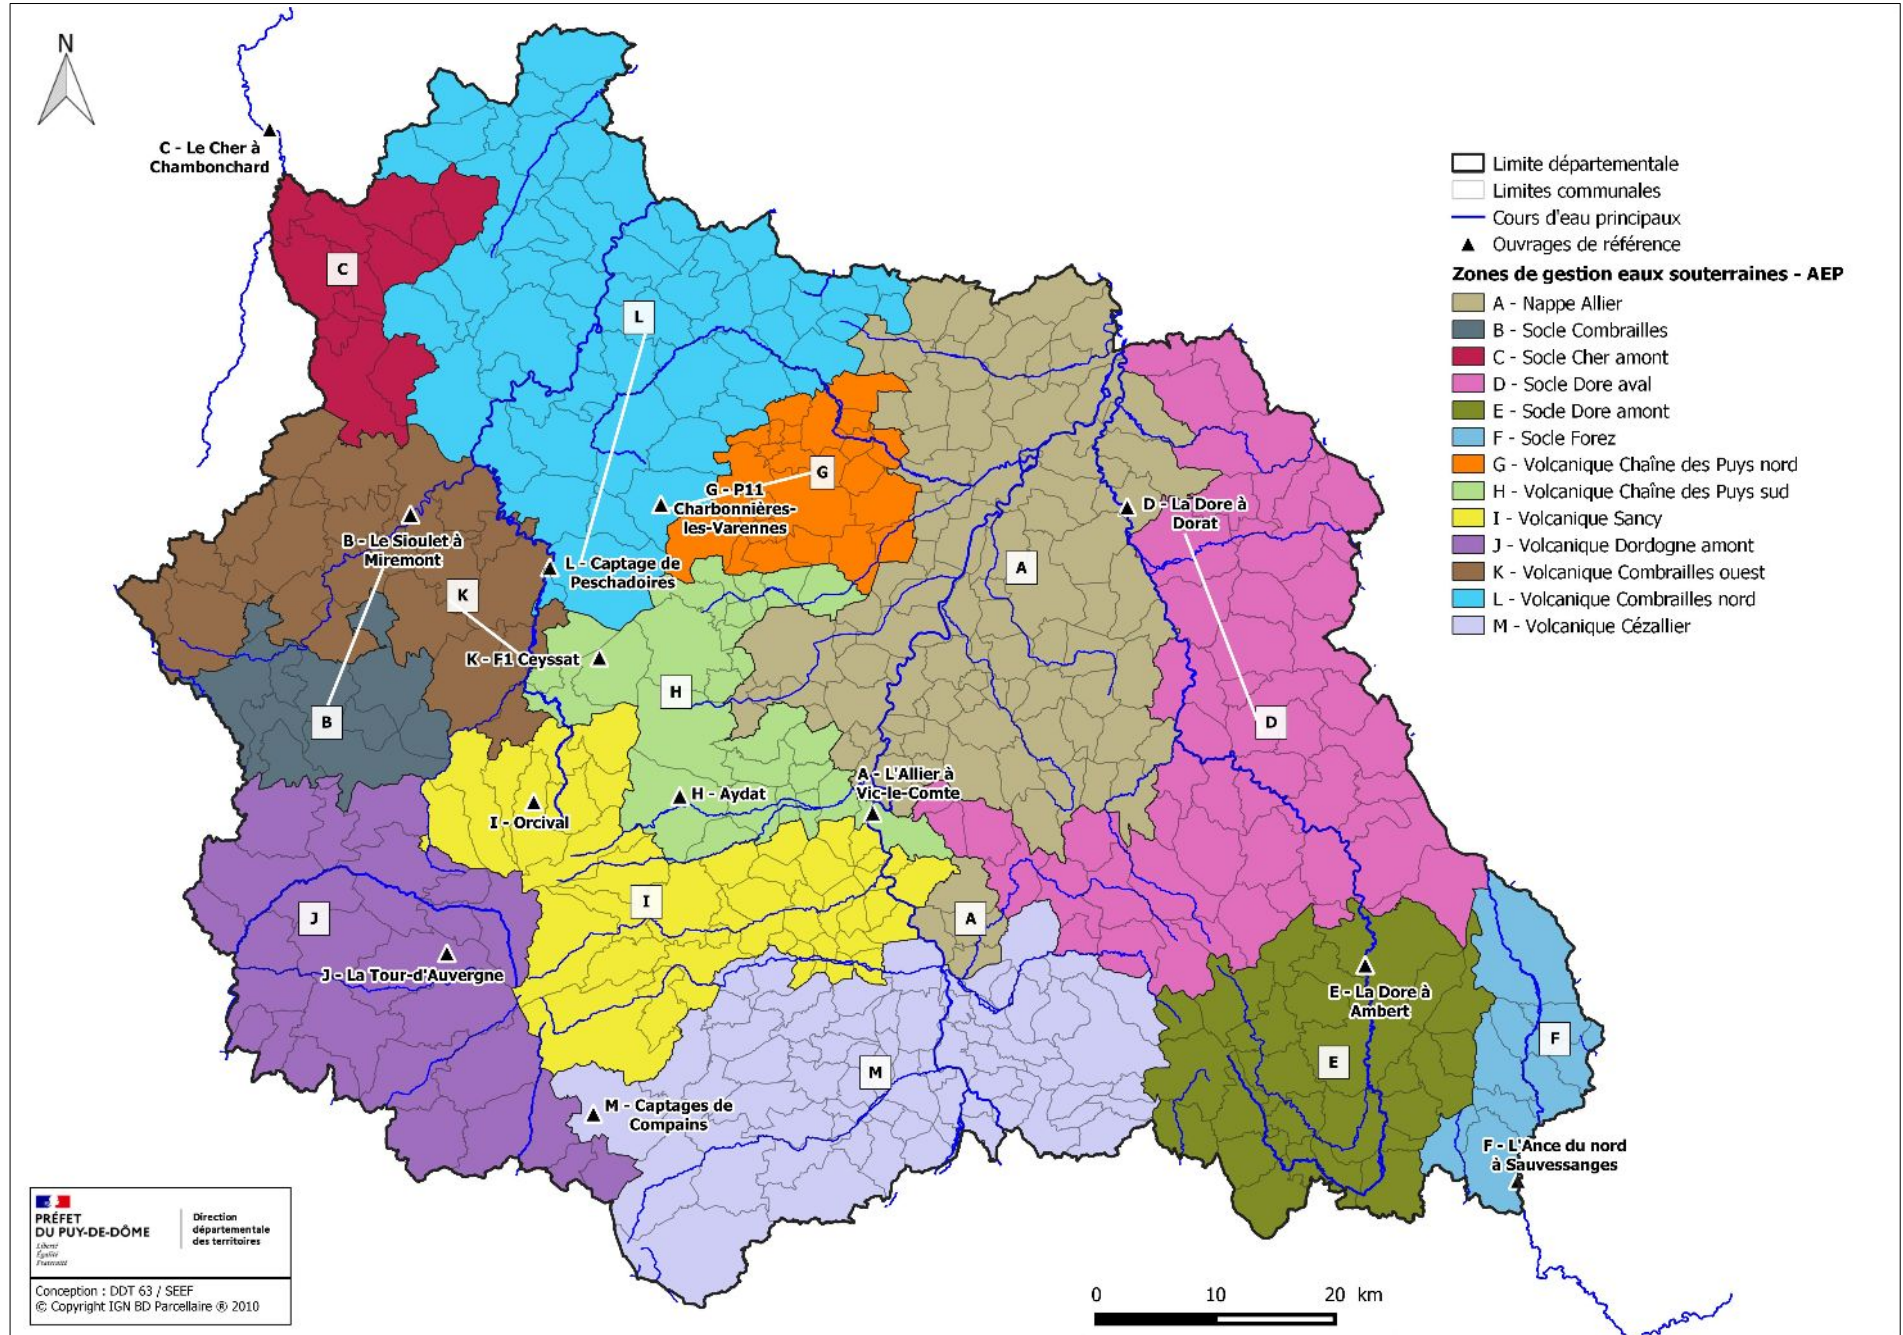 N
C - Le Cher à
Chambonchard
C
L
G
G - P11
Charbonnières-
les-Varennes
B - Le Sioulet à
Miremont
L - Captage de
Peschadoires
K
K - F1 Ceyssat
B
H
A
D - La Dore à
Dorat
D
A - L'Allier à
Vic-le-Comte
H - Aydat
I - Orcival
I
A
J
J - La Tour-d'Auvergne
E - La Dore à
Ambert
E
F
M
M - Captages de
Compains
F - L'Ance du nord
à Sauvessanges
Limite départementale
Limites communales
Cours d'eau principaux
Ouvrages de référence
Zones de gestion eaux souterraines - AEP
A - Nappe Allier
B - Socle Combrailles
C - Socle Cher amont
D - Socle Dore aval
E - Socle Dore amont
F - Socle Forez
G - Volcanique Chaîne des Puys nord
H - Volcanique Chaîne des Puys sud
I - Volcanique Sancy
J - Volcanique Dordogne amont
K - Volcanique Combrailles ouest
L - Volcanique Combrailles nord
M - Volcanique Cézallier
PRÉFET
DU PUY-DE-DÔME
Liberté
Égalité
Fraternité
Direction
départementale
des territoires
Conception : DDT 63 / SEEF
© Copyright IGN BD Parcellaire ® 2010
0 10 20 km